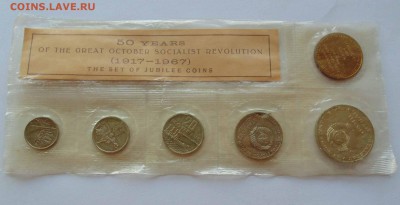 COINS.LAVE.RU
50 YEARS
OF THE GREAT OCTOBER SOCIALIST REVOLUTION
(1917-1967)
THE SET OF JUBILEE COINS